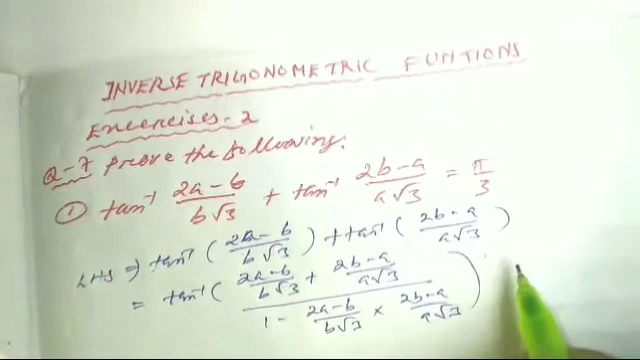 INVERSE TRIGONOMETRIC FUNTIONS
Excercises-2
Q-7 prove the following:
① tan⁻¹ (2a-b)/(b√3) + tan⁻¹ (2b-a)/(a√3) = π/3
LHS ⇒ tan⁻¹((2a-b)/(b√3)) + tan⁻¹((2b-a)/(a√3))
= tan⁻¹(((2a-b)/(b√3) + (2b-a)/(a√3))/(1 - (2a-b)/(b√3) × (2b-a)/(a√3)))